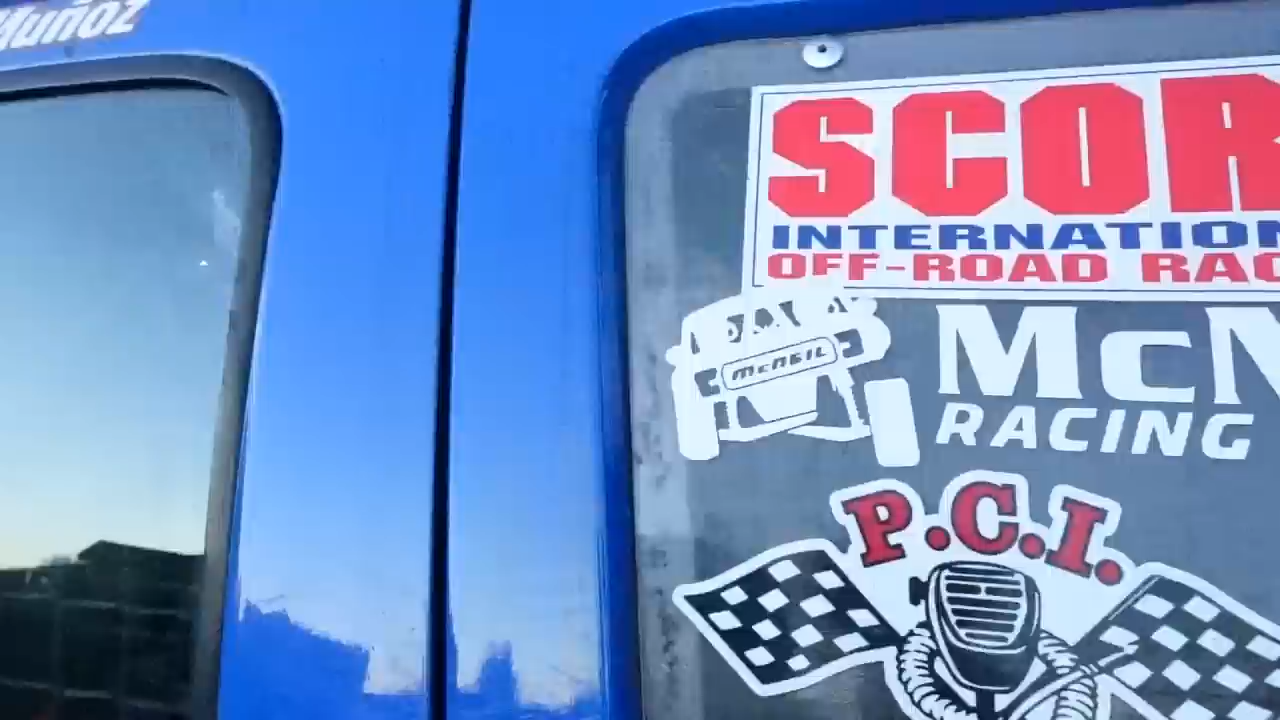 Muñoz
SCOR
INTERNATION
OFF-ROAD RAC
McNEIL
McN
RACING
P.C.I.